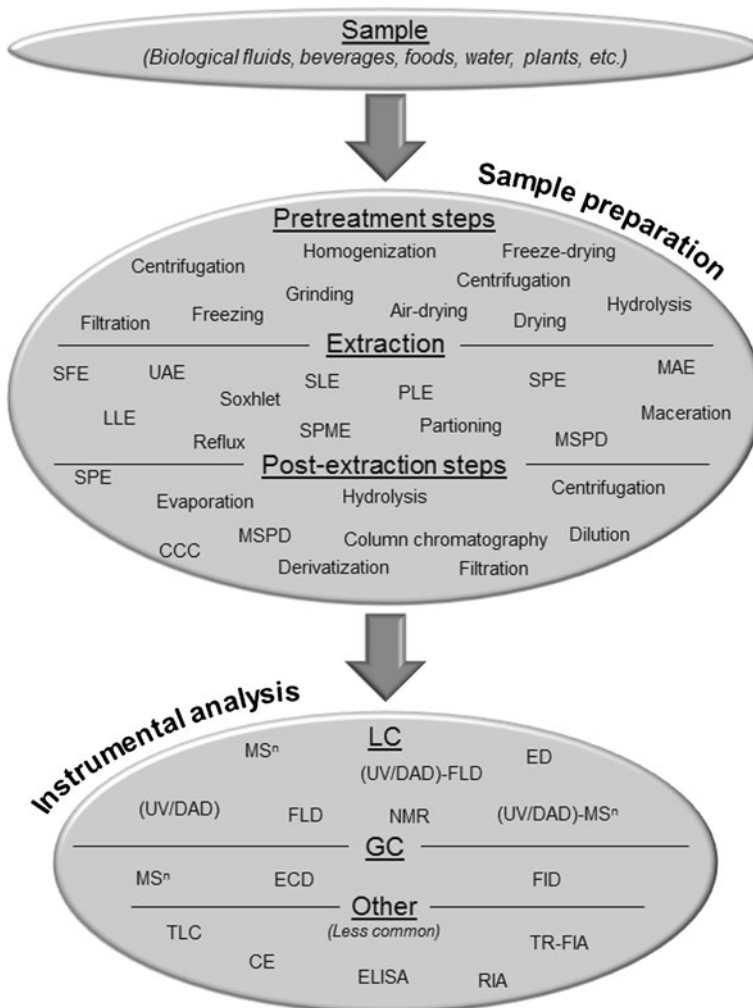 Sample
(Biological fluids, beverages, foods, water, plants, etc.)
Sample preparation
Pretreatment steps
Homogenization
Freeze-drying
Centrifugation
Centrifugation
Grinding
Hydrolysis
Freezing
Air-drying
Filtration
Drying
Extraction
SFE
UAE
SLE
PLE
SPE
MAE
Soxhlet
LLE
SPME
Partioning
Maceration
Reflux
MSPD
Post-extraction steps
SPE
Evaporation
Hydrolysis
Centrifugation
MSPD
Column chromatography
Dilution
CCC
Derivatization
Filtration
Instrumental analysis
LC
MSⁿ
(UV/DAD)-FLD
ED
(UV/DAD)
FLD
NMR
(UV/DAD)-MSⁿ
GC
MSⁿ
ECD
FID
Other
(Less common)
TLC
TR-FIA
CE
ELISA
RIA